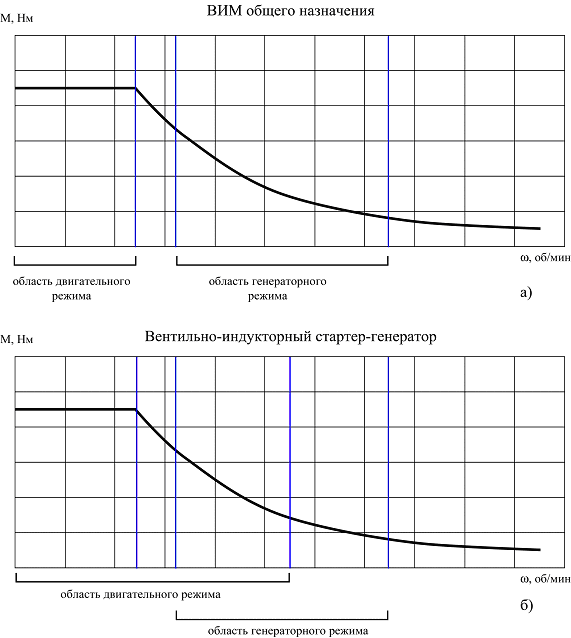 ВИМ общего назначения
М, Нм
ω, об/мин
область двигательного
режима
область генераторного
режима
а)
Вентильно-индукторный стартер-генератор
М, Нм
ω, об/мин
область двигательного режима
б)
область генераторного режима